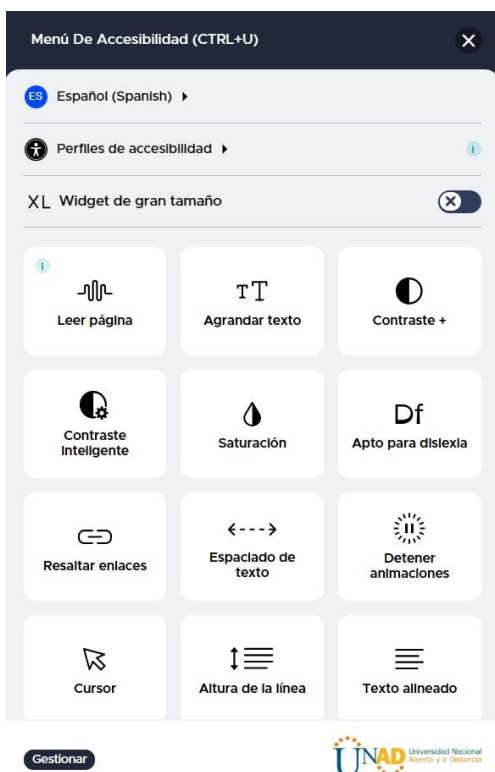 Menú De Accesibilidad (CTRL+U)
ES Español (Spanish)
Perfiles de accesibilidad
XL Widget de gran tamaño
Leer página
Agrandar texto
Contraste +
Contraste
Inteligente
Saturación
Df
Apto para dislexia
Resaltar enlaces
Espaciado de
texto
Detener
animaciones
Cursor
Altura de la línea
Texto alineado
Gestionar
UNAD
Universidad Nacional
Abierta y a Distancia